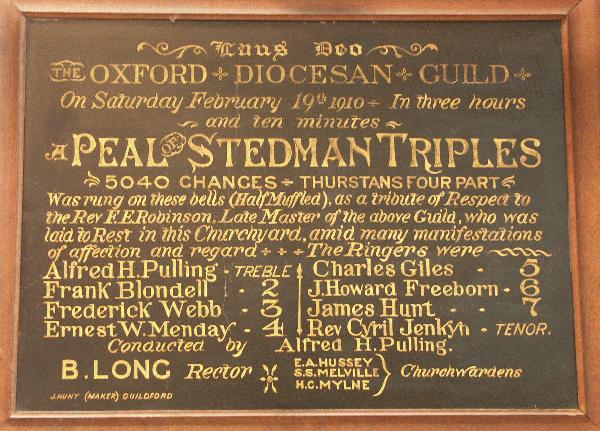 Laus Deo
THE OXFORD DIOCESAN GUILD
On Saturday February 19th 1910 ÷ In three hours
and ten minutes
A PEAL OF STEDMAN TRIPLES
5040 CHANGES ÷ THURSTANS FOUR PART
Was rung on these bells (Half Muffled), as a tribute of Respect to
the Rev F.E Robinson, Late Master of the above Guild, who was
laid to Rest in this Churchyard, amid many manifestations
of affection and regard ÷ ÷ ÷ The Ringers were
Alfred H. Pulling · TREBLE Charles Giles · 5
Frank Blondell · 2 J. Howard Freeborn · 6
Frederick Webb · 3 James Hunt · · 7
Ernest W. Menday · 4 Rev Cyril Jenkyn · TENOR.
Conducted by Alfred H. Pulling.
B. LONG Rector E.A. HUSSEY
S.S. MELVILLE
H.C. MYLNE } Churchwardens
J. HUNT (MAKER) GUILDFORD